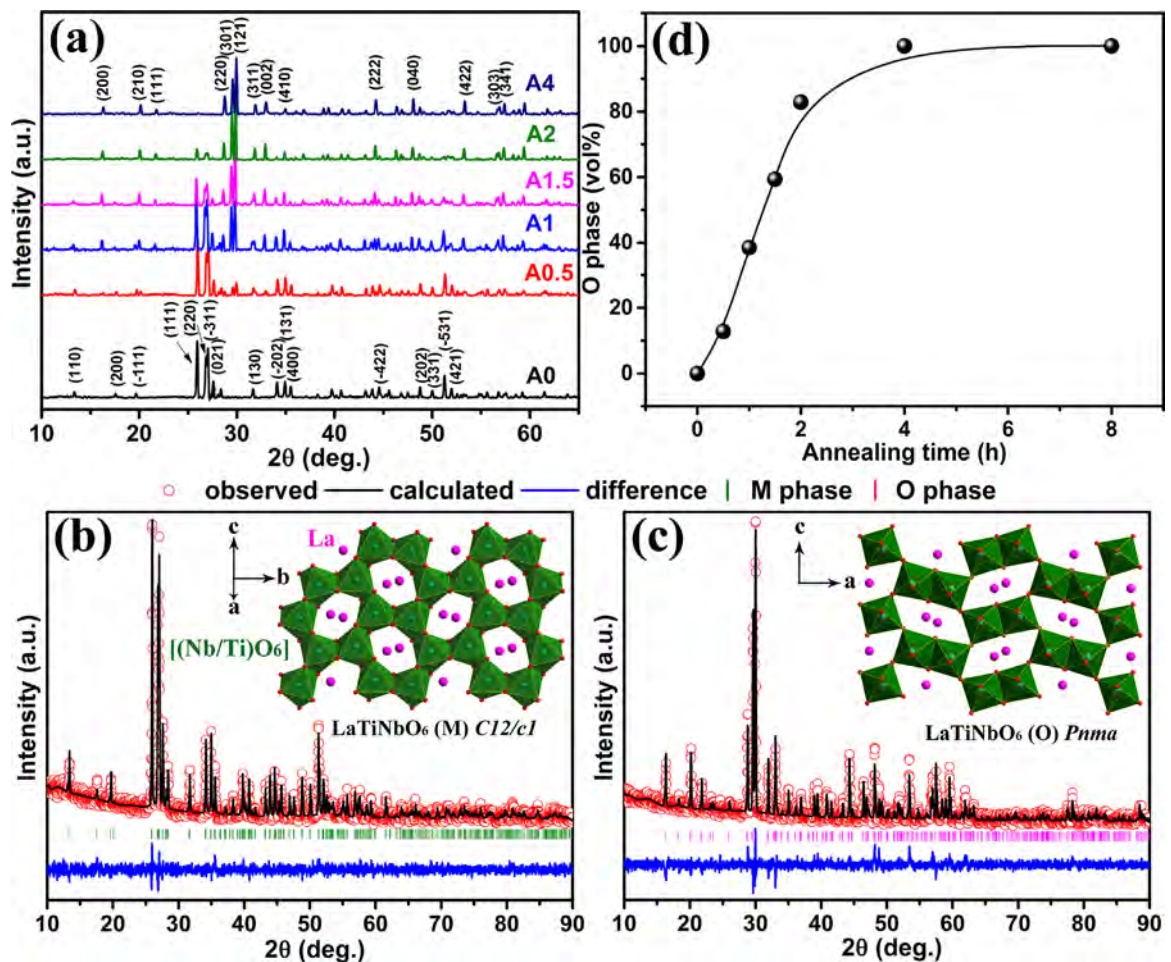 (a)
Intensity (a.u.)
(200)
(210)
(111)
(220)
(301)
(121)
(311)
(002)
(410)
(222)
(040)
(422)
(303)
(341)
A4
A2
A1.5
A1
A0.5
A0
(110)
(200)
(-111)
(111)
(220)
(-311)
(021)
(130)
(-202)
(131)
(400)
(-422)
(202)
(331)
(-531)
(421)
10 20 30 40 50 60
2θ (deg.)
(d)
O phase (vol%)
100
80
60
40
20
0
0 2 4 6 8
Annealing time (h)
observed calculated difference M phase O phase
(b)
Intensity (a.u.)
c
b
a
La
[(Nb/Ti)O₆]
LaTiNbO₆ (M) C12/c1
10 20 30 40 50 60 70 80 90
2θ (deg.)
(c)
Intensity (a.u.)
c
a
LaTiNbO₆ (O) Pnma
10 20 30 40 50 60 70 80 90
2θ (deg.)